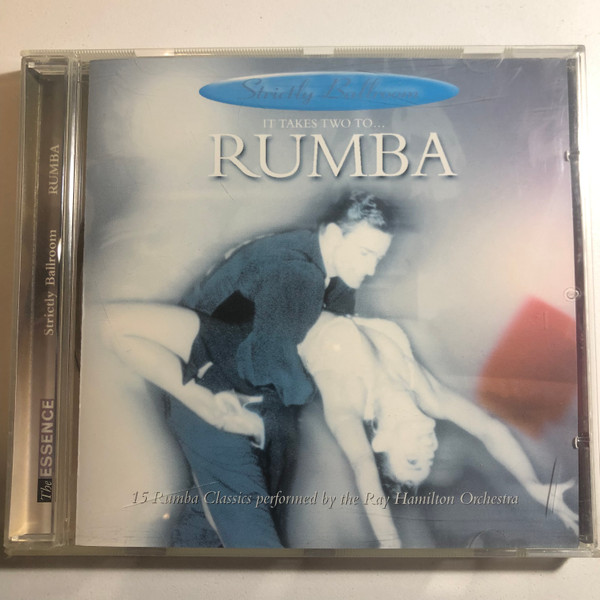 Strictly Ballroom
IT TAKES TWO TO...
RUMBA
15 Rumba Classics performed by the Ray Hamilton Orchestra
The ESSENCE Strictly Ballroom RUMBA